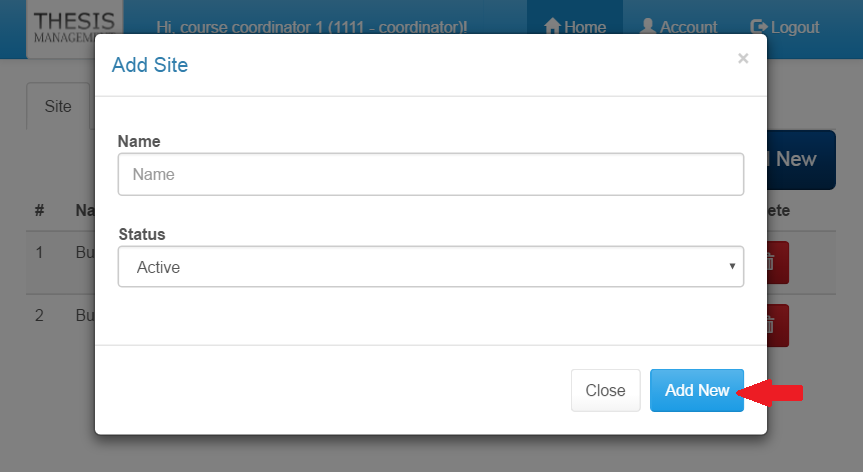 THESIS
MANAGEMENT
Hi, course coordinator 1 (1111 - coordinator)!
Home
Account
Logout
Add Site
×
Site
Name
Name
New
#
Na
ete
Status
1
Bu
Active
2
Bu
Close
Add New